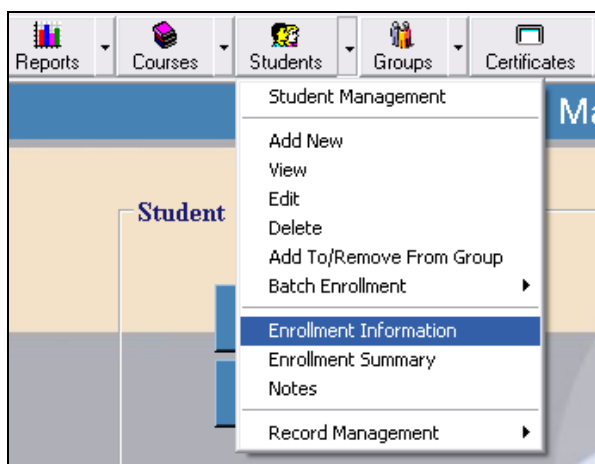 Reports Courses Students Groups Certificates
Student Management
Ma
Add New
View
Edit
Student
Delete
Add To/Remove From Group
Batch Enrollment
Enrollment Information
Enrollment Summary
Notes
Record Management